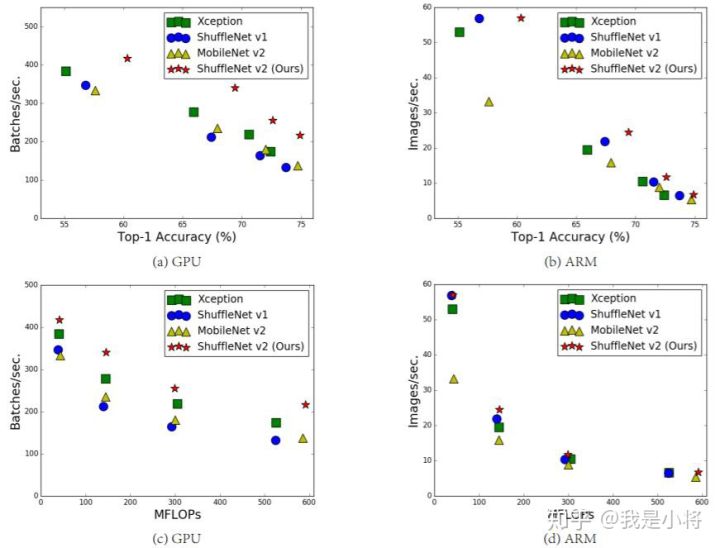 500
400
300
200
100
0
Batches/sec.
Xception
ShuffleNet v1
MobileNet v2
ShuffleNet v2 (Ours)
55 60 65 70 75
Top-1 Accuracy (%)
(a) GPU
60
50
40
30
20
10
0
Images/sec.
Xception
ShuffleNet v1
MobileNet v2
ShuffleNet v2 (Ours)
55 60 65 70 75
Top-1 Accuracy (%)
(b) ARM
500
400
300
200
100
0
Batches/sec.
Xception
ShuffleNet v1
MobileNet v2
ShuffleNet v2 (Ours)
0 100 200 300 400 500 600
MFLOPs
(c) GPU
60
50
40
30
20
10
0
Images/sec.
Xception
ShuffleNet v1
MobileNet v2
ShuffleNet v2 (Ours)
0 100 200 300 400 500 600
MFLOPs
(d) ARM
知乎 @我是小将